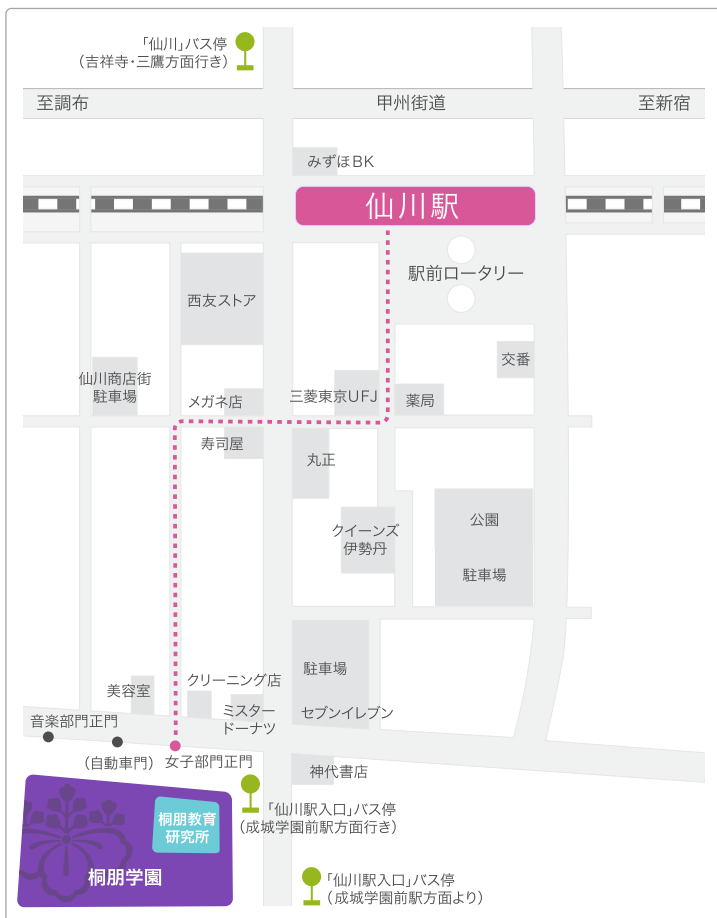 「仙川」バス停
（吉祥寺・三鷹方面行き）
至調布
甲州街道
至新宿
みずほBK
仙川駅
駅前ロータリー
西友ストア
交番
仙川商店街
駐車場
メガネ店
三菱東京UFJ
薬局
寿司屋
丸正
クイーンズ
伊勢丹
公園
駐車場
駐車場
セブンイレブン
クリーニング店
美容室
ミスター
ドーナツ
音楽部門正門
（自動車門）
女子部門正門
神代書店
「仙川駅入口」バス停
（成城学園前駅方面行き）
桐朋教育
研究所
桐朋学園
「仙川駅入口」バス停
（成城学園前駅方面より）